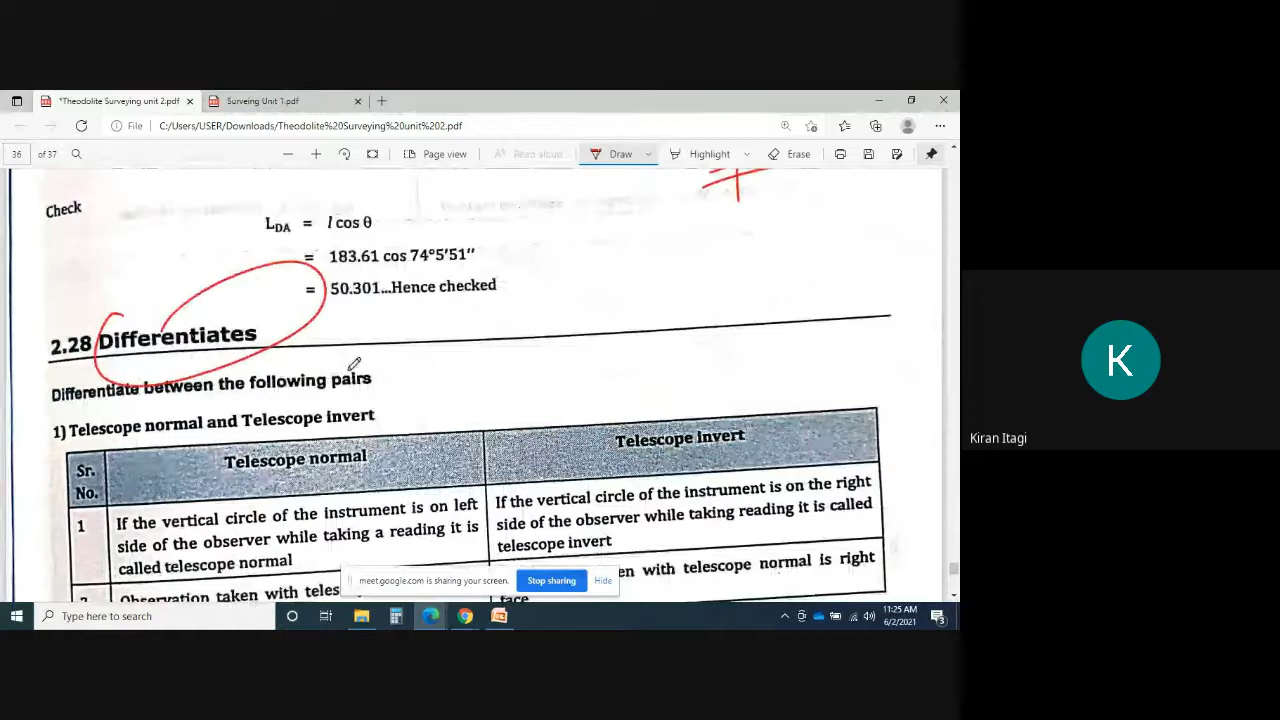 *Theodolite Surveying unit 2.pdf
Surveing Unit 1.pdf
File
C:/Users/USER/Downloads/Theodolite%20Surveying%20unit%202.pdf
36 of 37
Page view
Read aloud
Draw
Highlight
Erase
Check
L_DA = l cos θ
= 183.61 cos 74°5'51"
= 50.301...Hence checked
2.28 Differentiates
Differentiate between the following pairs
1) Telescope normal and Telescope invert
Sr. No.
Telescope normal
Telescope invert
1
If the vertical circle of the instrument is on left
side of the observer while taking a reading it is
called telescope normal
If the vertical circle of the instrument is on the right
side of the observer while taking reading it is called
telescope invert
Observation taken with
with telescope normal is right
face
meet.google.com is sharing your screen.
Stop sharing
Hide
Type here to search
11:25 AM
6/2/2021
3
K
Kiran Itagi